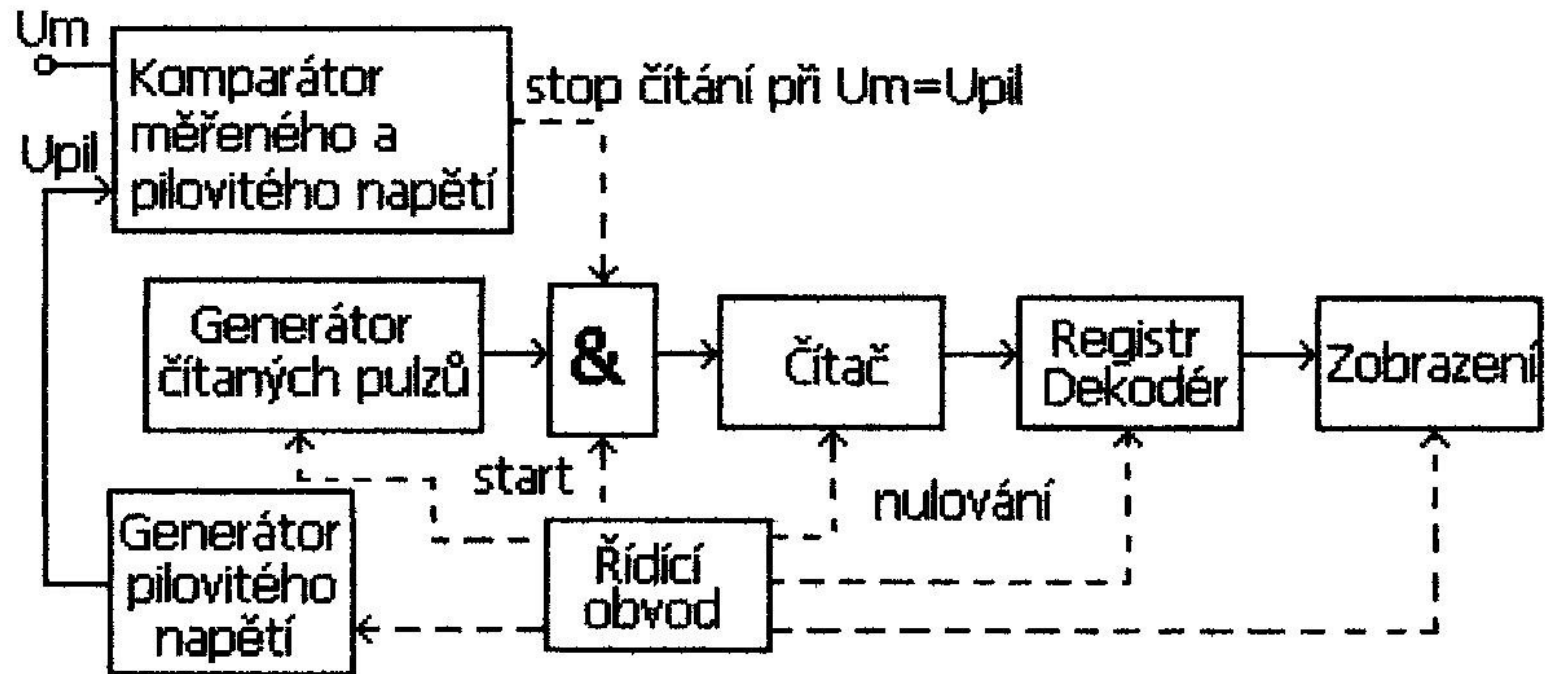 Um
Komparátor
měřeného a
pilovitého napětí
stop čítání při Um=Upil
Upil
Generátor
čítaných pulzů
&
Čítač
Registr
Dekodér
Zobrazení
start
nulování
Generátor
pilovitého
napětí
Řídící
obvod